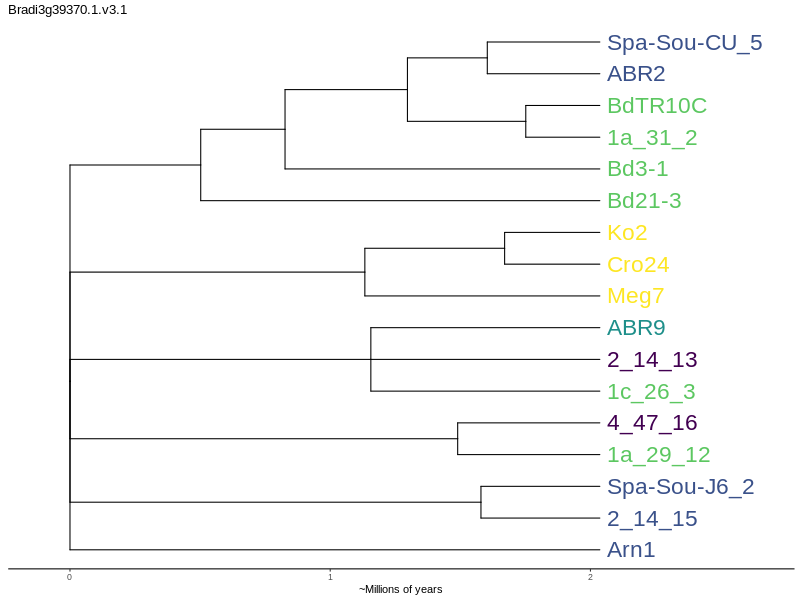 Bradi3g39370.1.v3.1
Spa-Sou-CU_5
ABR2
BdTR10C
1a_31_2
Bd3-1
Bd21-3
Ko2
Cro24
Meg7
ABR9
2_14_13
1c_26_3
4_47_16
1a_29_12
Spa-Sou-J6_2
2_14_15
Arn1
0 1 2
~Millions of years